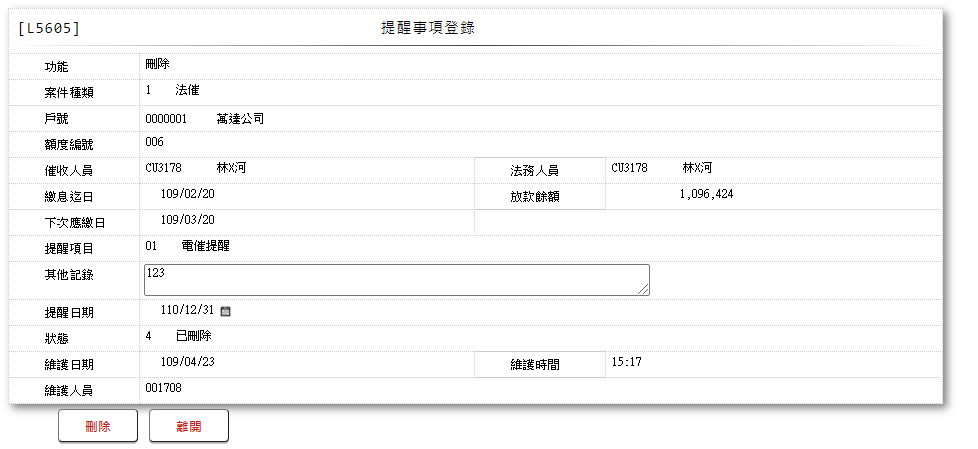 [L5605] 提醒事項登錄
功能 刪除
案件種類 1 法催
戶號 0000001 萬達公司
額度編號 006
催收人員 CU3178 林X河 法務人員 CU3178 林X河
繳息迄日 109/02/20 放款餘額 1,096,424
下次應繳日 109/03/20
提醒項目 01 電催提醒
其他記錄 123
提醒日期 110/12/31
狀態 4 已刪除
維護日期 109/04/23 維護時間 15:17
維護人員 001708
刪除 離開